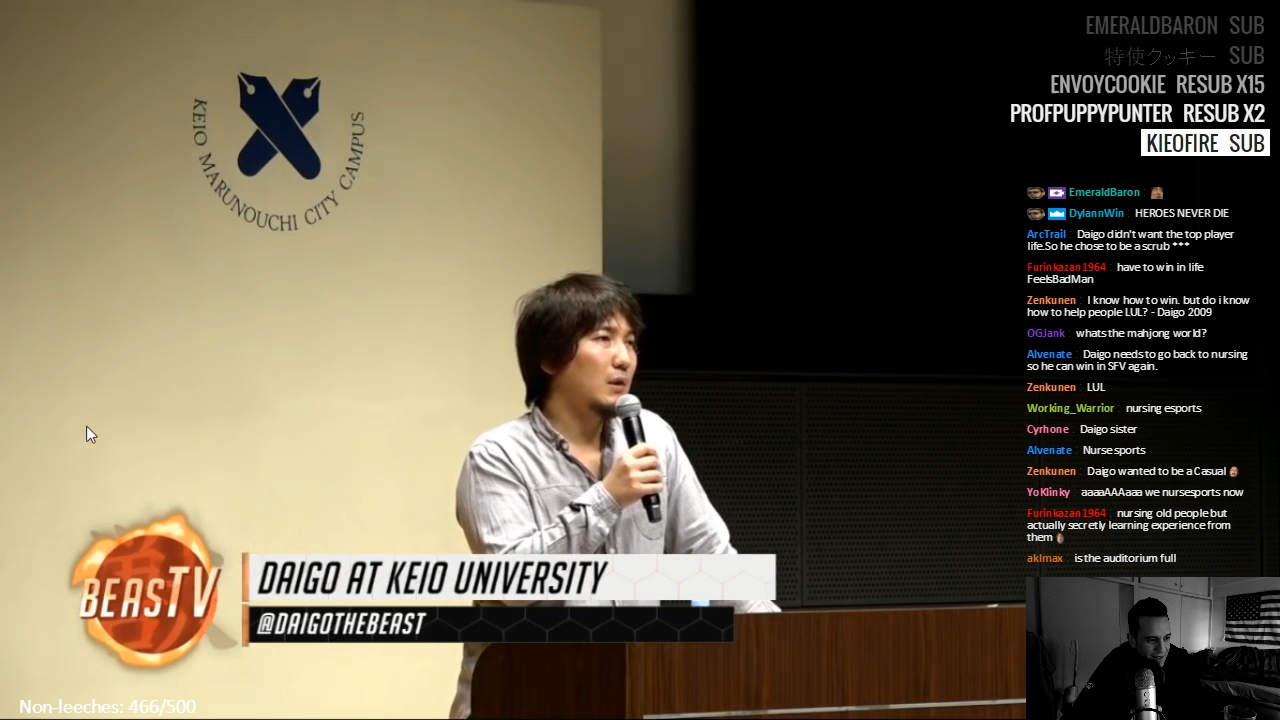 KEIO MARUNOUCHI CITY CAMPUS
EMERALDBARON SUB
特使クッキー SUB
ENVOYCOOKIE RESUB X15
PROFPUPPYPUNTER RESUB X2
KIEOFIRE SUB
EmeraldBaron :
DylannWin : HEROES NEVER DIE
ArcTrail : Daigo didn't want the top player
life.So he chose to be a scrub ***
Furinkazan1964 : have to win in life
FeelsBadMan
Zenkunen : I know how to win. but do i know
how to help people LUL? - Daigo 2009
OGJank : whats the mahjong world?
Alvenate : Daigo needs to go back to nursing
so he can win in SFV again.
Zenkunen : LUL
Working_Warrior : nursing esports
Cyrhone : Daigo sister
Alvenate : Nursesports
Zenkunen : Daigo wanted to be a Casual
YoKlinky : aaaaAAAaaa we nursesports now
Furinkazan1964 : nursing old people but
actually secretly learning experience from
them
aklmax : is the auditorium full
BEASTV
DAIGO AT KEIO UNIVERSITY
@DAIGOTHEBEAST
Non-leeches: 466/500